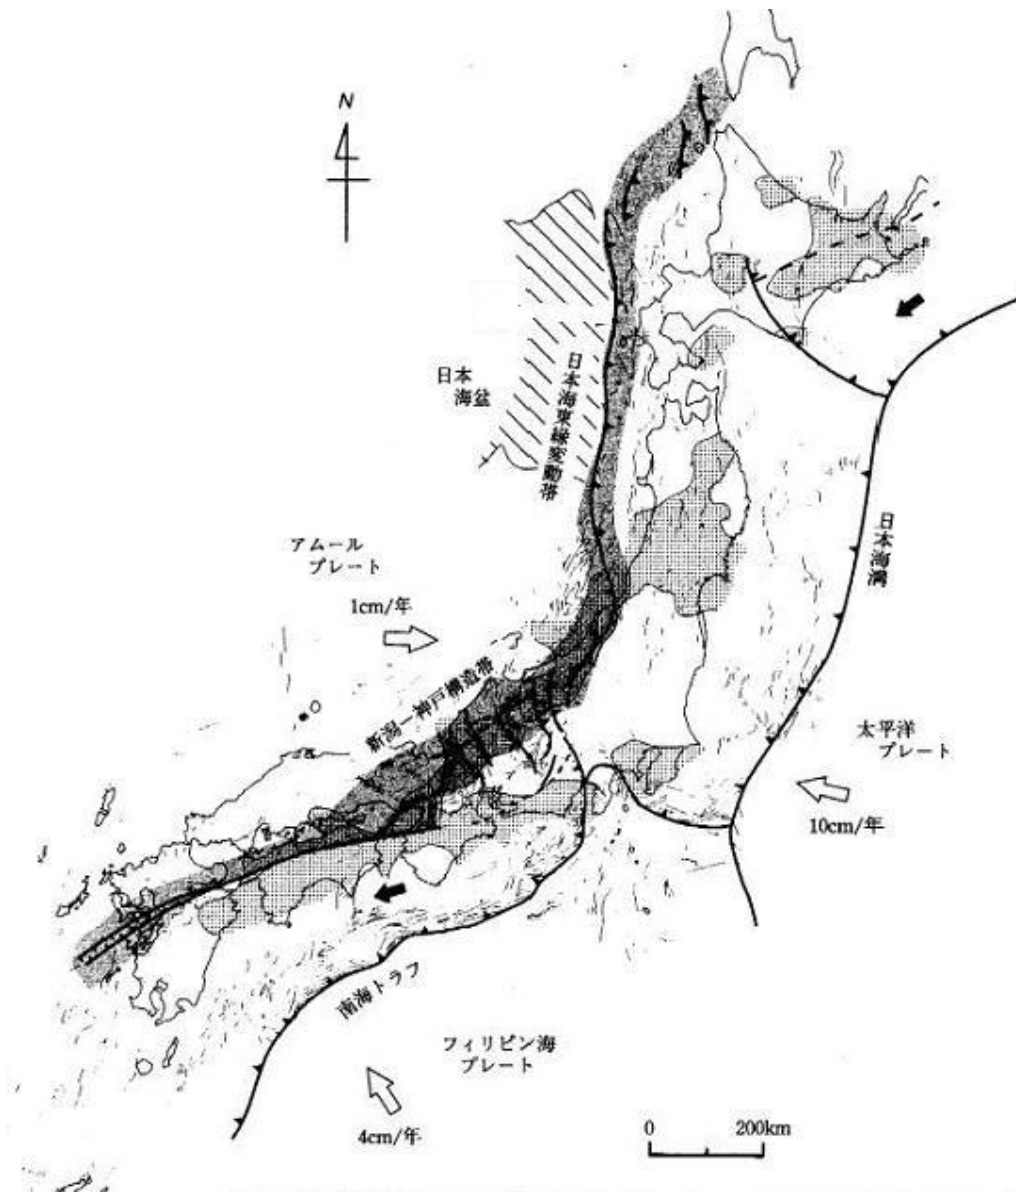 N
日本
海盆
日本海東縁変動帯
アムール
プレート
1cm/年
新潟－神戸構造帯
日本海溝
太平洋
プレート
10cm/年
南海トラフ
フィリピン海
プレート
4cm/年
0 200km